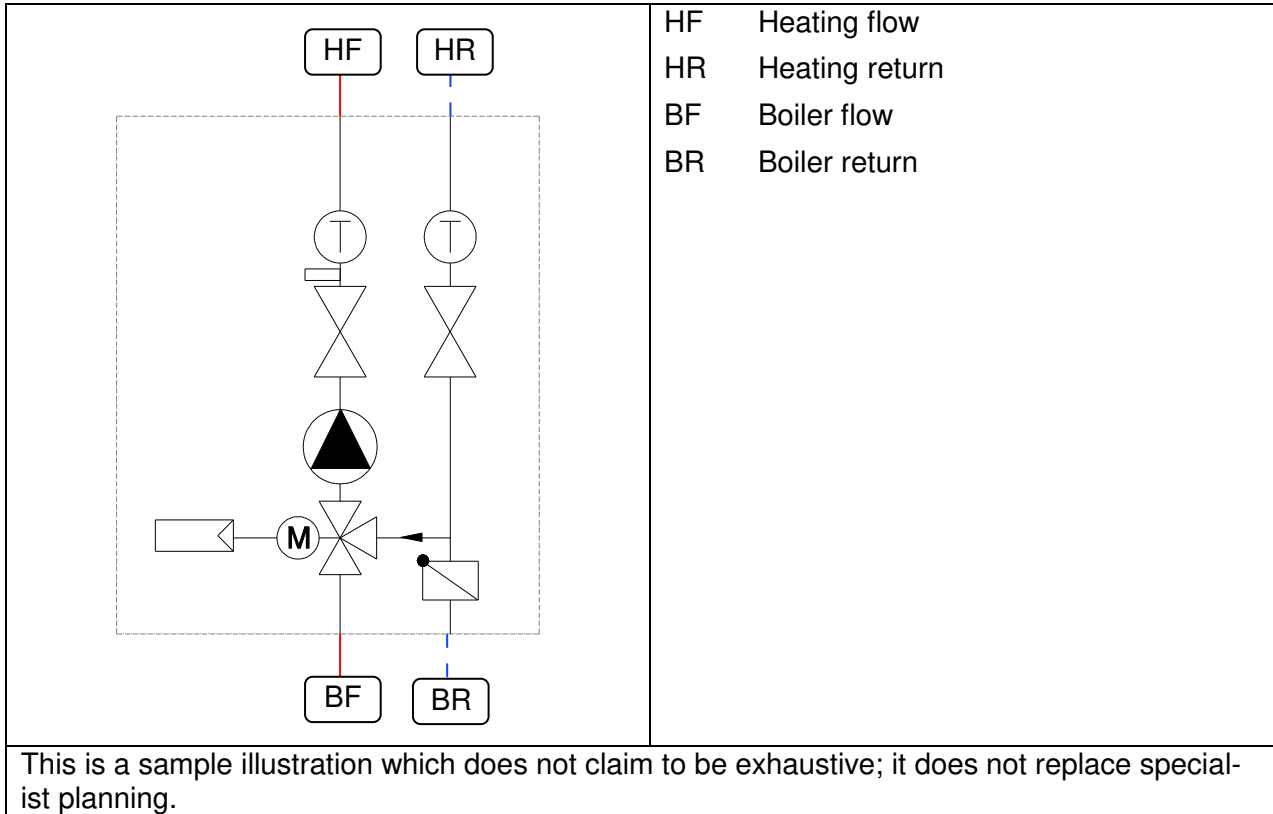 HF
HR
T
T
M
BF
BR
HF Heating flow
HR Heating return
BF Boiler flow
BR Boiler return
This is a sample illustration which does not claim to be exhaustive; it does not replace special-
ist planning.